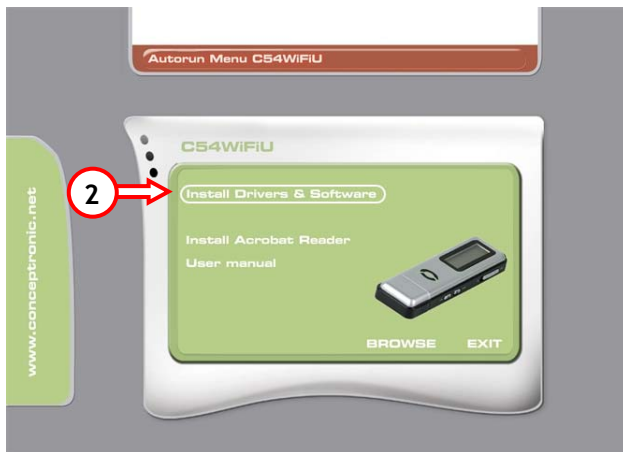 Autorun Menu C54WiFiU
C54WiFiU
2
Install Drivers & Software
Install Acrobat Reader
User manual
BROWSE EXIT
www.conceptronic.net